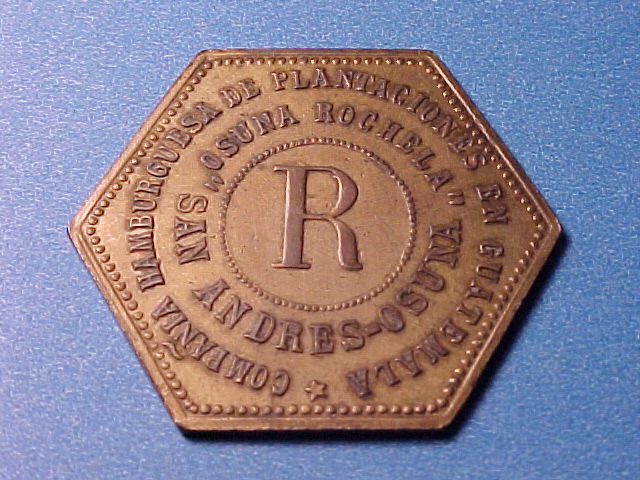 COMPAÑIA HAMBURGUESA DE PLANTACIONES EN GUATEMALA
„OSUNA ROCHELA"
SAN ANDRES-OSUNA
R